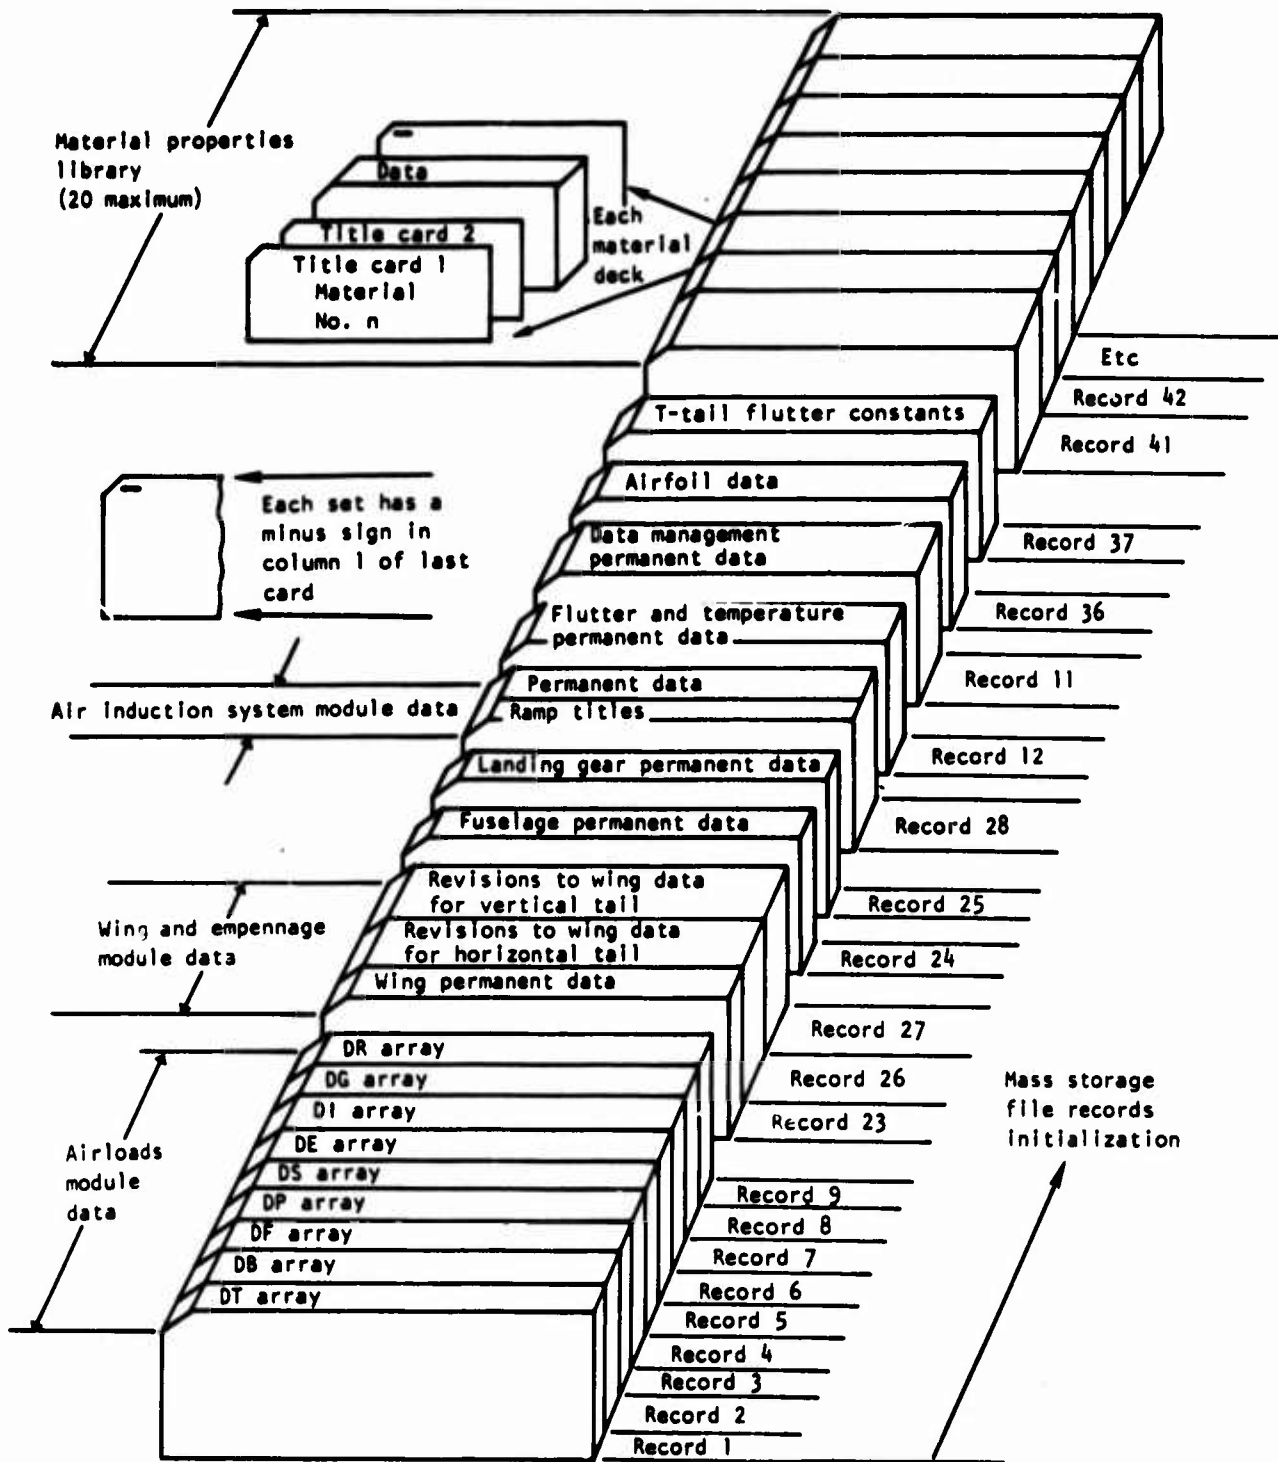 Material properties
library
(20 maximum)
Data
Title card 2
Title card 1
Material
No. n
Each
material
deck
Etc
Record 42
Record 41
T-tail flutter constants
Airfoil data
Data management
permanent data
Flutter and temperature
permanent data
Permanent data
Ramp titles
Landing gear permanent data
Fuselage permanent data
Revisions to wing data
for vertical tail
Revisions to wing data
for horizontal tail
Wing permanent data
DR array
DG array
DI array
DE array
DS array
DP array
DF array
DB array
DT array
Each set has a
minus sign in
column 1 of last
card
Air induction system module data
Wing and empennage
module data
Airloads
module
data
Record 37
Record 36
Record 11
Record 12
Record 28
Record 25
Record 24
Record 27
Record 26
Record 23
Record 9
Record 8
Record 7
Record 6
Record 5
Record 4
Record 3
Record 2
Record 1
Mass storage
file records
initialization